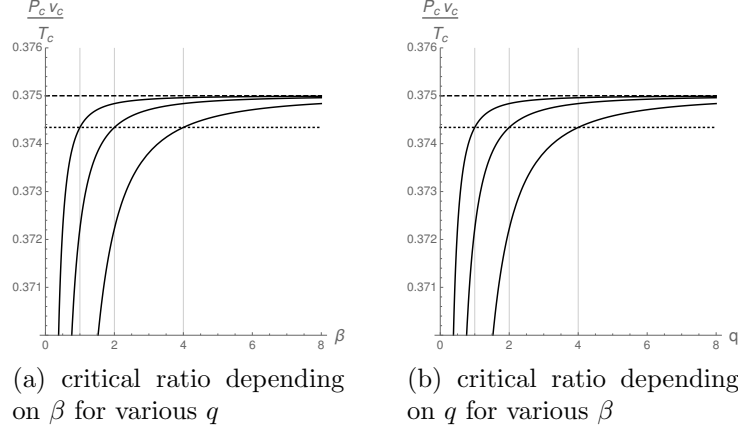 P_c v_c / T_c
0.376
0.375
0.374
0.373
0.372
0.371
0 2 4 6 8 β
(a) critical ratio depending
on β for various q
P_c v_c / T_c
0.376
0.375
0.374
0.373
0.372
0.371
0 2 4 6 8 q
(b) critical ratio depending
on q for various β